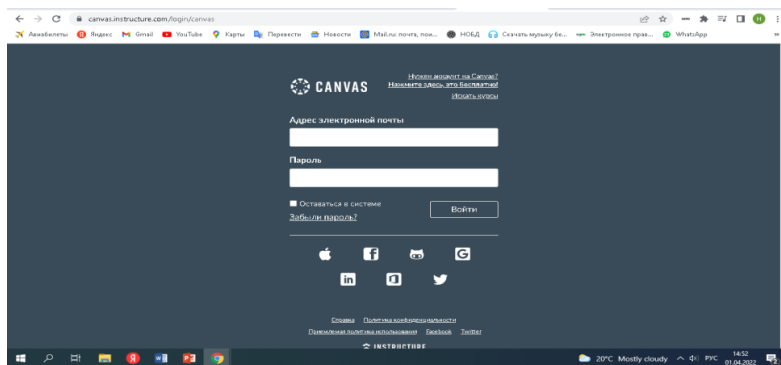 canvas.instructure.com/login/canvas
Авиабилеты Яндекс Gmail YouTube Карты Перевести Новости Mail.ru: почта, пои... НОБД Скачать музыку бе... Электронное прав... WhatsApp
CANVAS
Нужен аккаунт на Canvas?
Нажмите здесь, это бесплатно!
Искать курсы
Адрес электронной почты
Пароль
Оставаться в системе
Забыли пароль?
Войти
Справка Политика конфиденциальности
Приемлемая политика использования Facebook Twitter
INSTRUCTURE
20°C Mostly cloudy РУС 14:52
01.04.2022